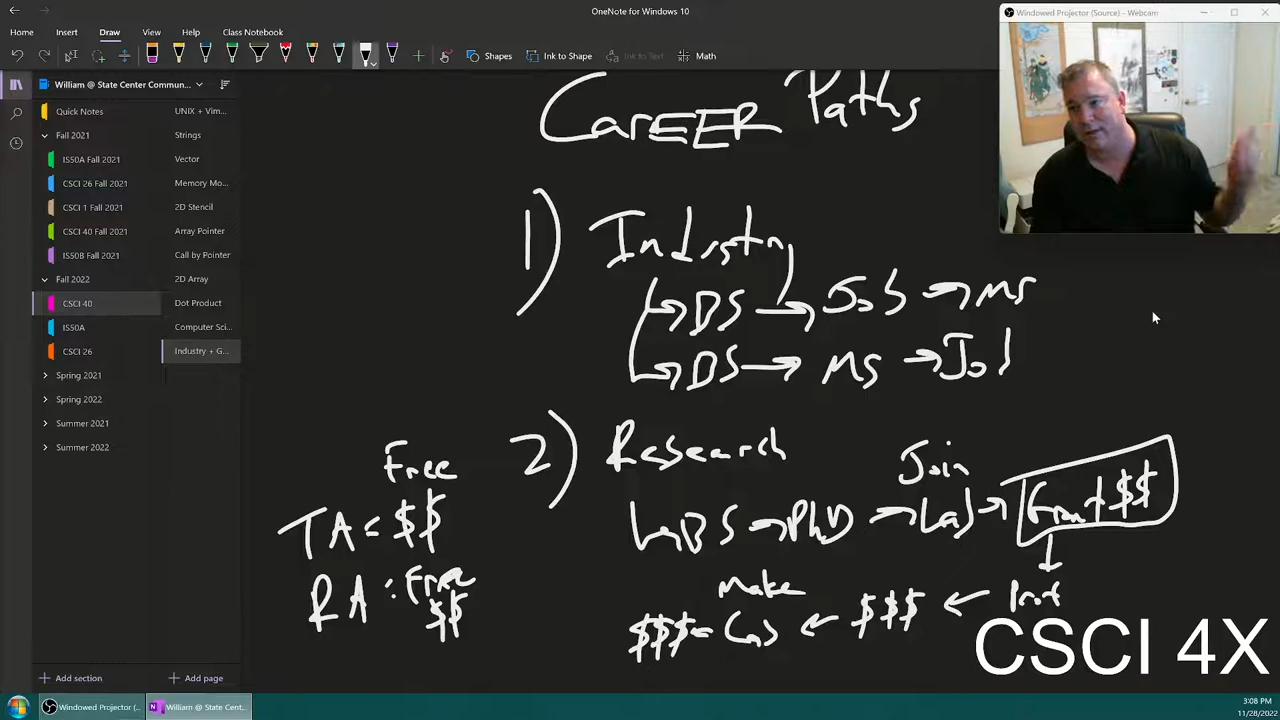 OneNote for Windows 10
Windowed Projector (Source) - Webcam
Home Insert Draw View Help Class Notebook
Shapes Ink to Shape Ink to Text Math
William @ State Center Commun...
Quick Notes
Fall 2021
IS50A Fall 2021
CSCI 26 Fall 2021
CSCI 1 Fall 2021
CSCI 40 Fall 2021
IS50B Fall 2021
Fall 2022
CSCI 40
IS50A
CSCI 26
Spring 2021
Spring 2022
Summer 2021
Summer 2022
UNIX + Vim...
Strings
Vector
Memory Mo...
2D Stencil
Array Pointer
Call by Pointer
2D Array
Dot Product
Computer Sci...
Industry + G...
Career Paths
1) Industry
↳ BS → Job → MS
↳ BS → MS → Job
2) Research
↳ BS → PhD → Join Lab → Grant $$
↓
Prof
← $$$ ←
Make Lab
$$$=
Free
TA = $$
RA : Free
$$
CSCI 4X
+ Add section + Add page
Windowed Projector (...
William @ State Cent...
3:08 PM
11/28/2022